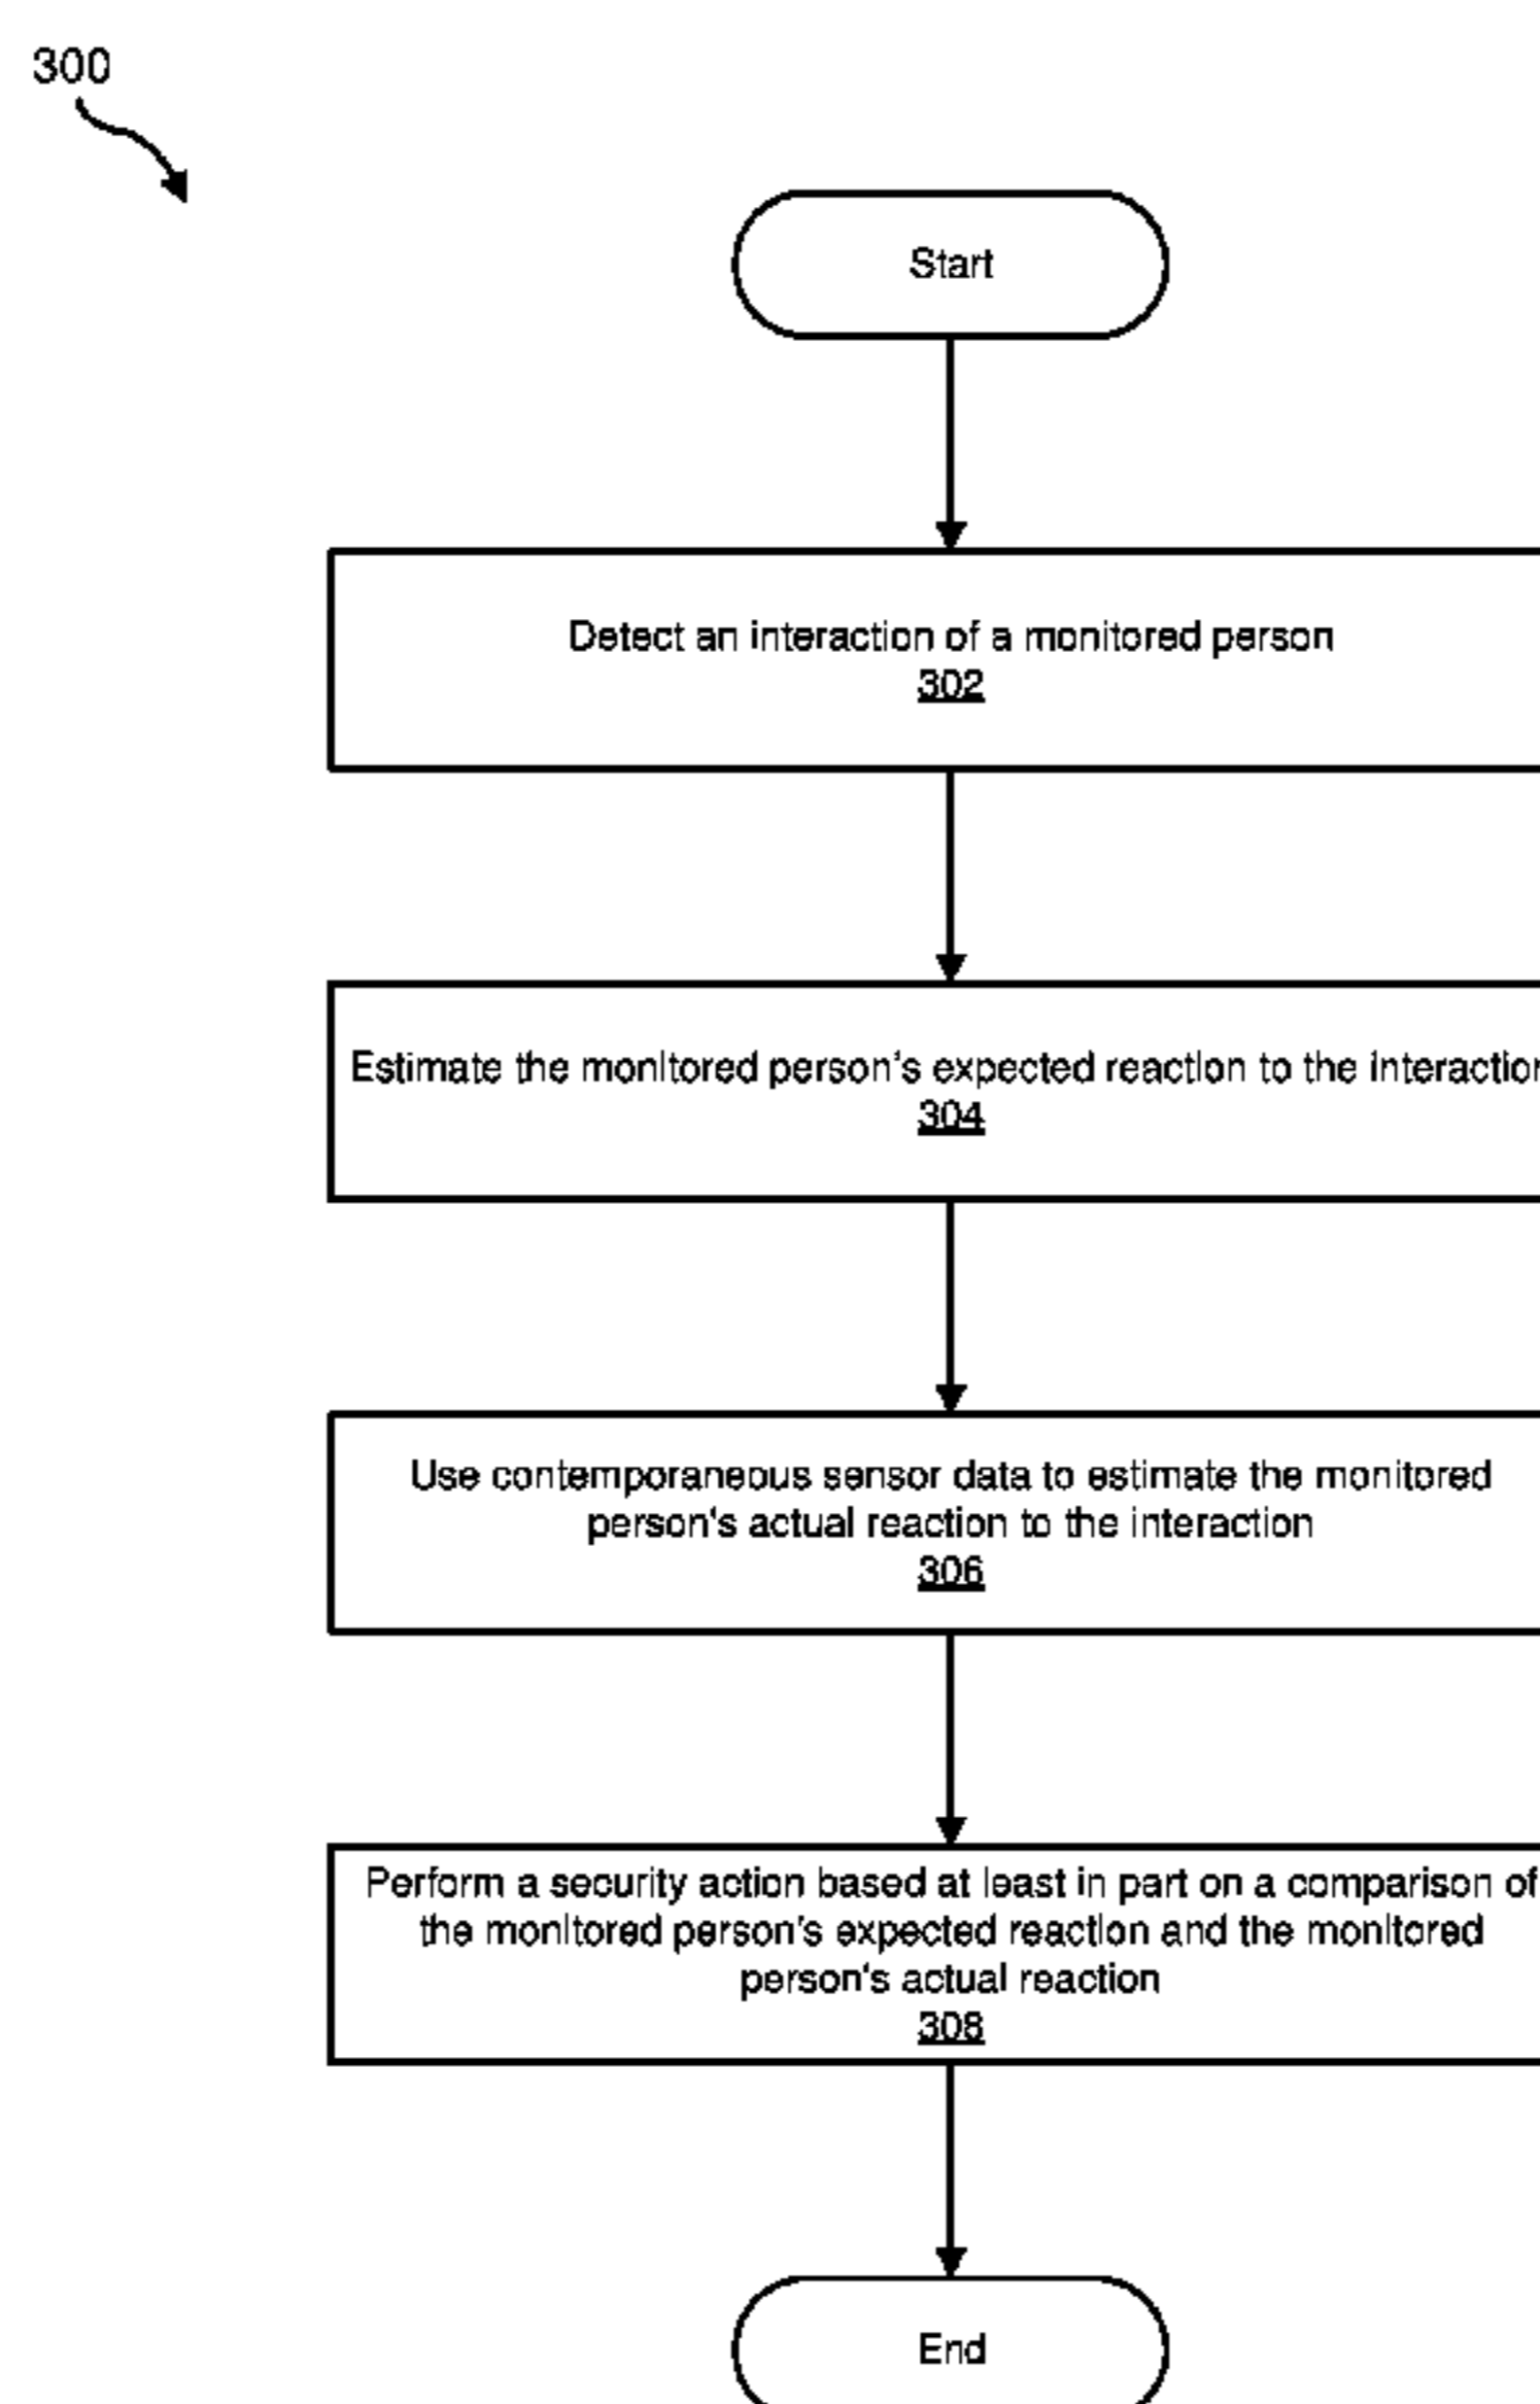 300
Start
Detect an interaction of a monitored person
302
Estimate the monitored person's expected reaction to the interaction
304
Use contemporaneous sensor data to estimate the monitored
person's actual reaction to the interaction
306
Perform a security action based at least in part on a comparison of
the monitored person's expected reaction and the monitored
person's actual reaction
308
End